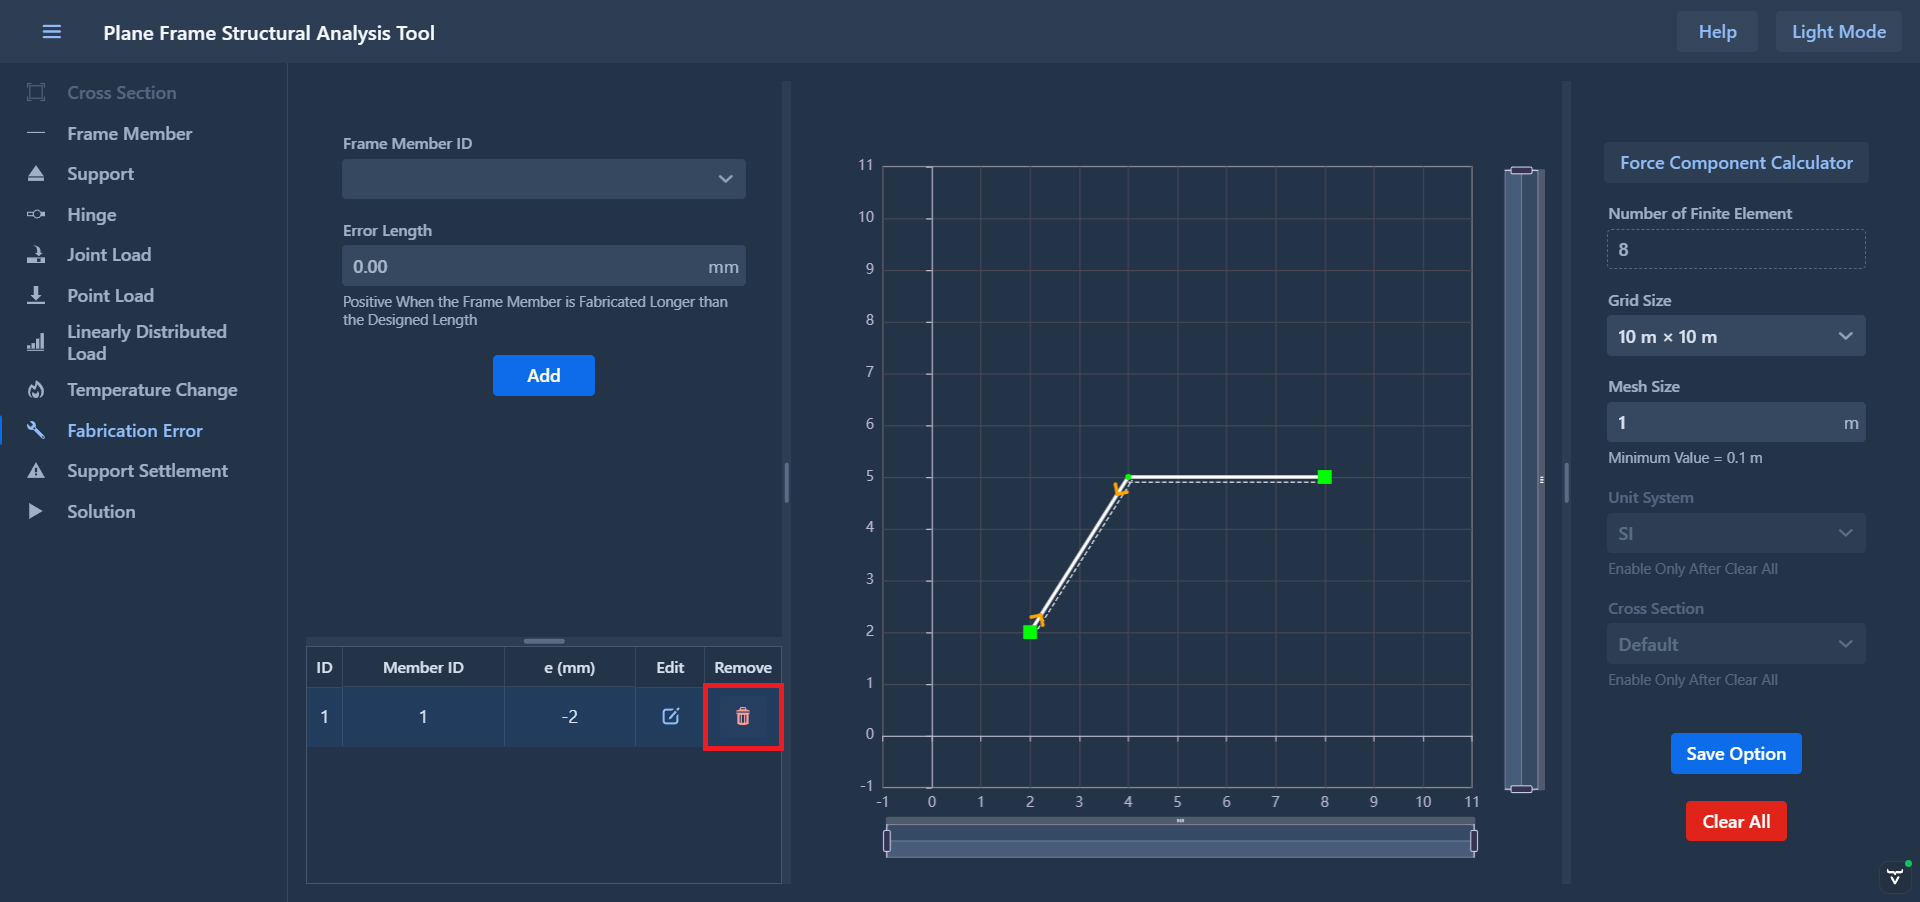 Plane Frame Structural Analysis Tool
Help
Light Mode
Cross Section
Frame Member
Support
Hinge
Joint Load
Point Load
Linearly Distributed
Load
Temperature Change
Fabrication Error
Support Settlement
Solution
Frame Member ID
Error Length
0.00 mm
Positive When the Frame Member is Fabricated Longer than
the Designed Length
Add
ID Member ID e (mm) Edit Remove
1 1 -2
11
10
9
8
7
6
5
4
3
2
1
0
-1
-1 0 1 2 3 4 5 6 7 8 9 10 11
Force Component Calculator
Number of Finite Element
8
Grid Size
10 m × 10 m
Mesh Size
1 m
Minimum Value = 0.1 m
Unit System
SI
Enable Only After Clear All
Cross Section
Default
Enable Only After Clear All
Save Option
Clear All